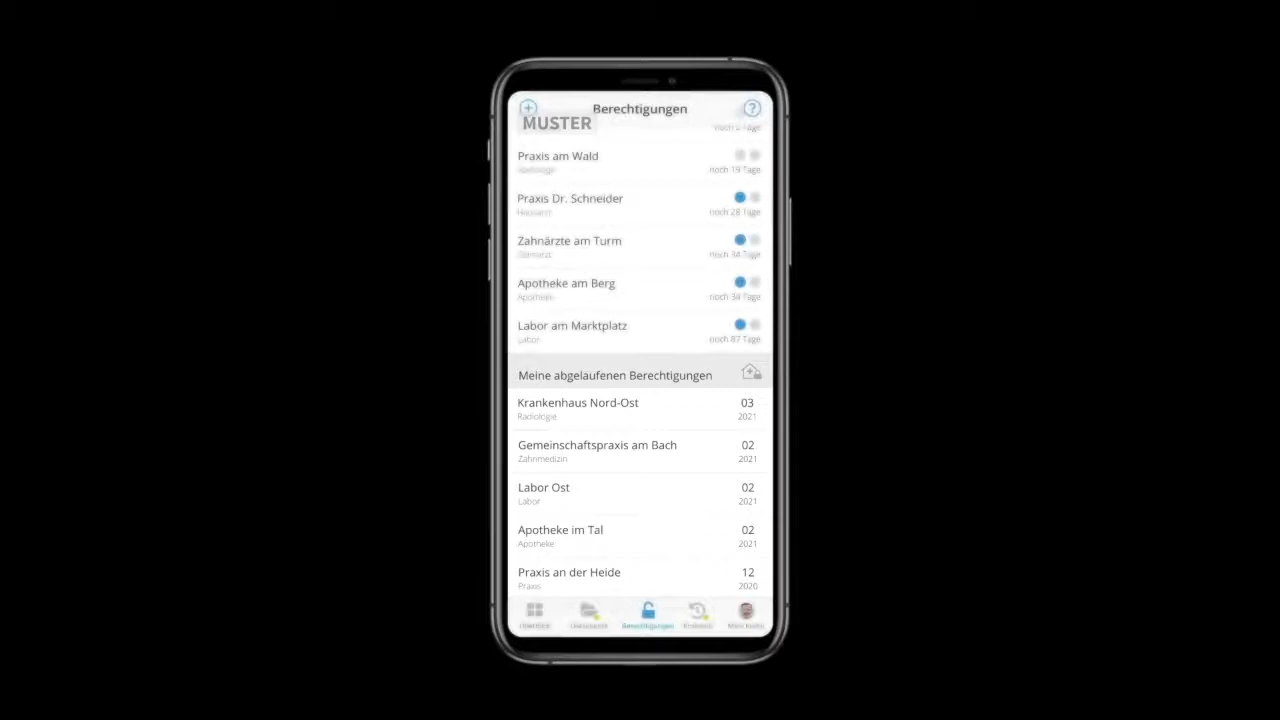 Berechtigungen
MUSTER
Praxis am Wald
Radiologe
noch 19 Tage
Praxis Dr. Schneider
Hausarzt
noch 28 Tage
Zahnärzte am Turm
Zahnarzt
noch 34 Tage
Apotheke am Berg
Apotheke
noch 34 Tage
Labor am Marktplatz
Labor
noch 87 Tage
Meine abgelaufenen Berechtigungen
Krankenhaus Nord-Ost
03
Radiologie
2021
Gemeinschaftspraxis am Bach
02
Zahnmedizin
2021
Labor Ost
02
Labor
2021
Apotheke im Tal
02
Apotheke
2021
Praxis an der Heide
12
Praxis
2020
Berechtigungen